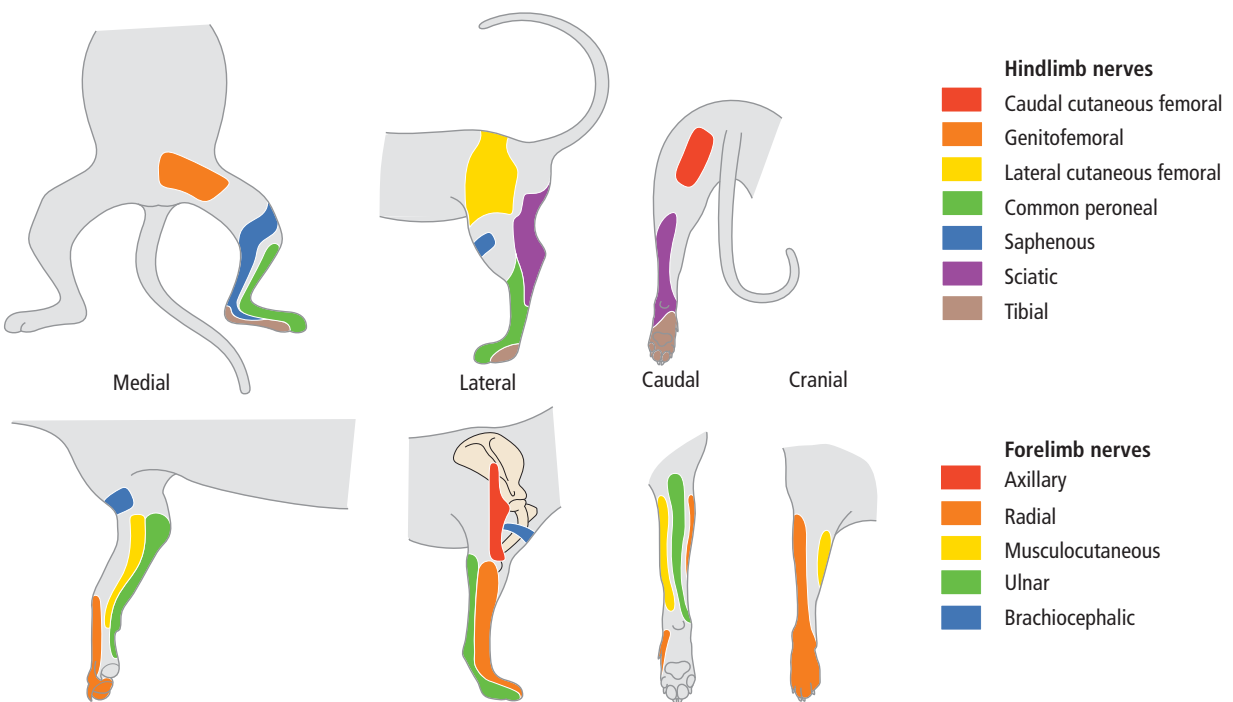 Hindlimb nerves
Caudal cutaneous femoral
Genitofemoral
Lateral cutaneous femoral
Common peroneal
Saphenous
Sciatic
Tibial
Medial
Lateral
Caudal
Cranial
Forelimb nerves
Axillary
Radial
Musculocutaneous
Ulnar
Brachiocephalic